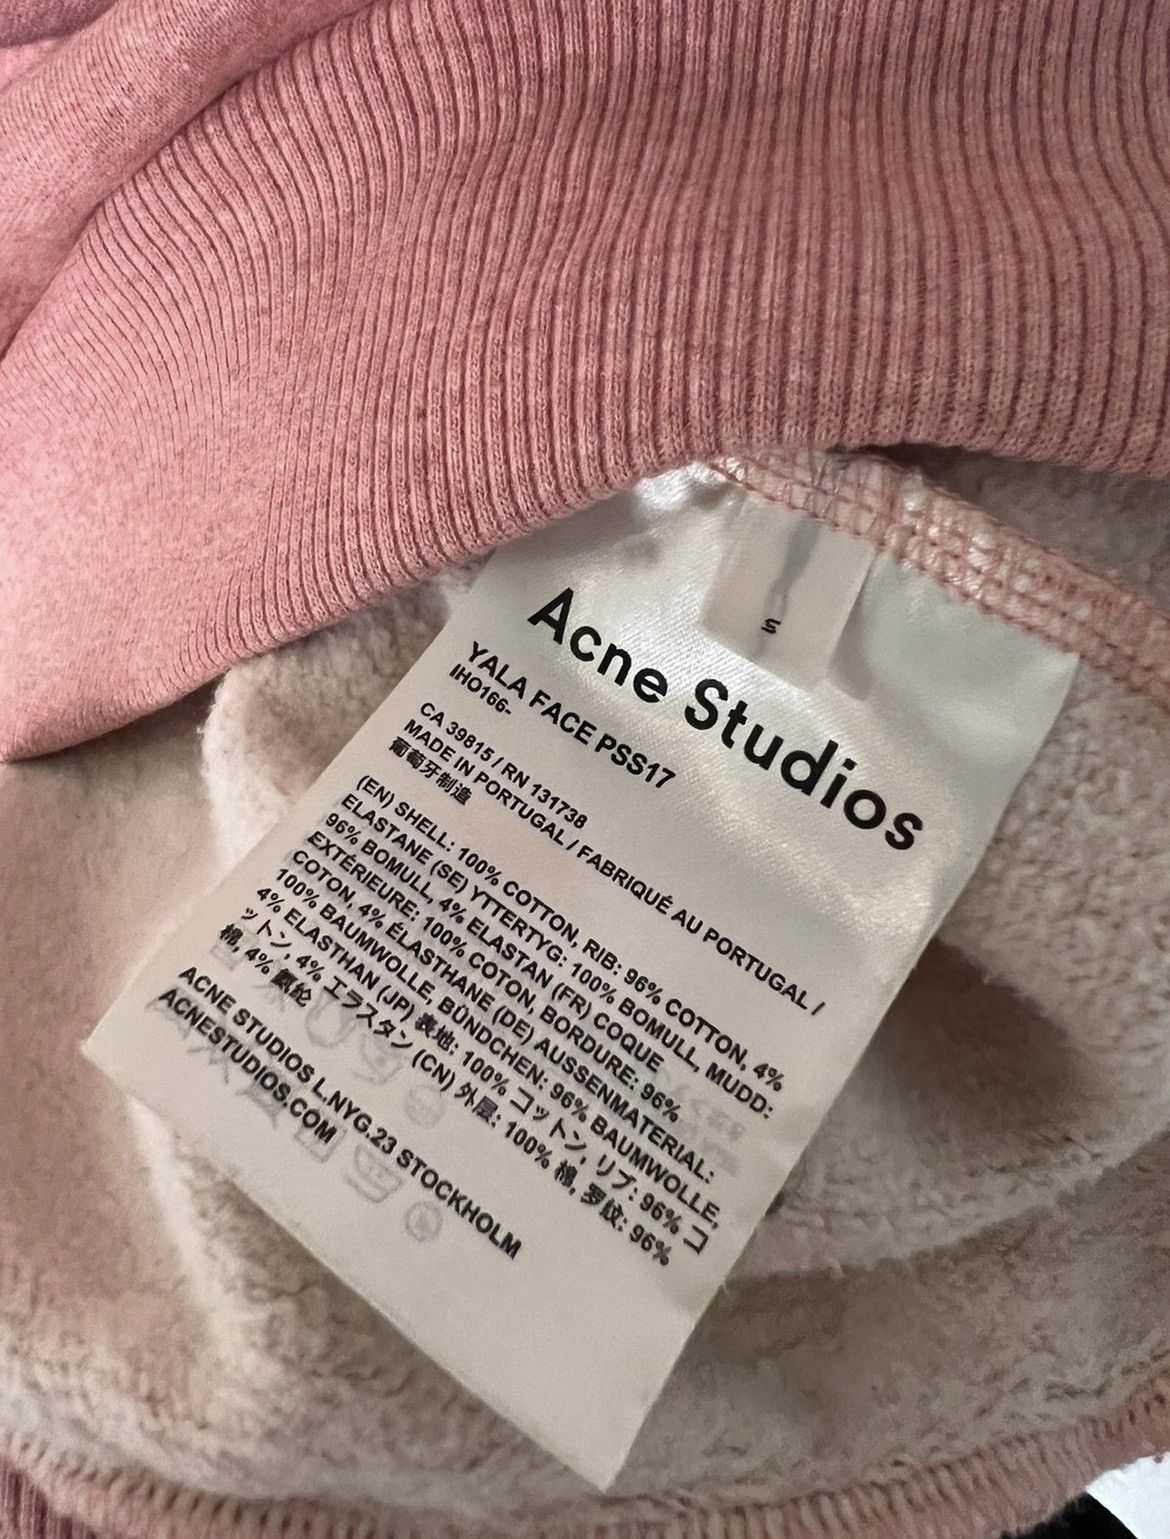 S
Acne Studios
YALA FACE PSS17
IHO166-
CA 39815 / RN 131738
MADE IN PORTUGAL / FABRIQUÉ AU PORTUGAL /
葡萄牙制造
(EN) SHELL: 100% COTTON, RIB: 96% COTTON, 4%
ELASTANE (SE) YTTERTYG: 100% BOMULL, MUDD:
96% BOMULL, 4% ELASTAN (FR) COQUE
EXTÉRIEURE: 100% COTON, BORDURE: 96%
COTON, 4% ÉLASTHANE (DE) AUSSENMATERIAL:
100% BAUMWOLLE, BÜNDCHEN: 96% BAUMWOLLE,
4% ELASTHAN (JP) 表地: 100% コットン, リブ: 96% コ
ットン, 4% エラスタン (CN) 外层: 100% 棉, 罗纹: 96%
棉, 4% 氨纶
ACNE STUDIOS L.NYG.23 STOCKHOLM
ACNESTUDIOS.COM